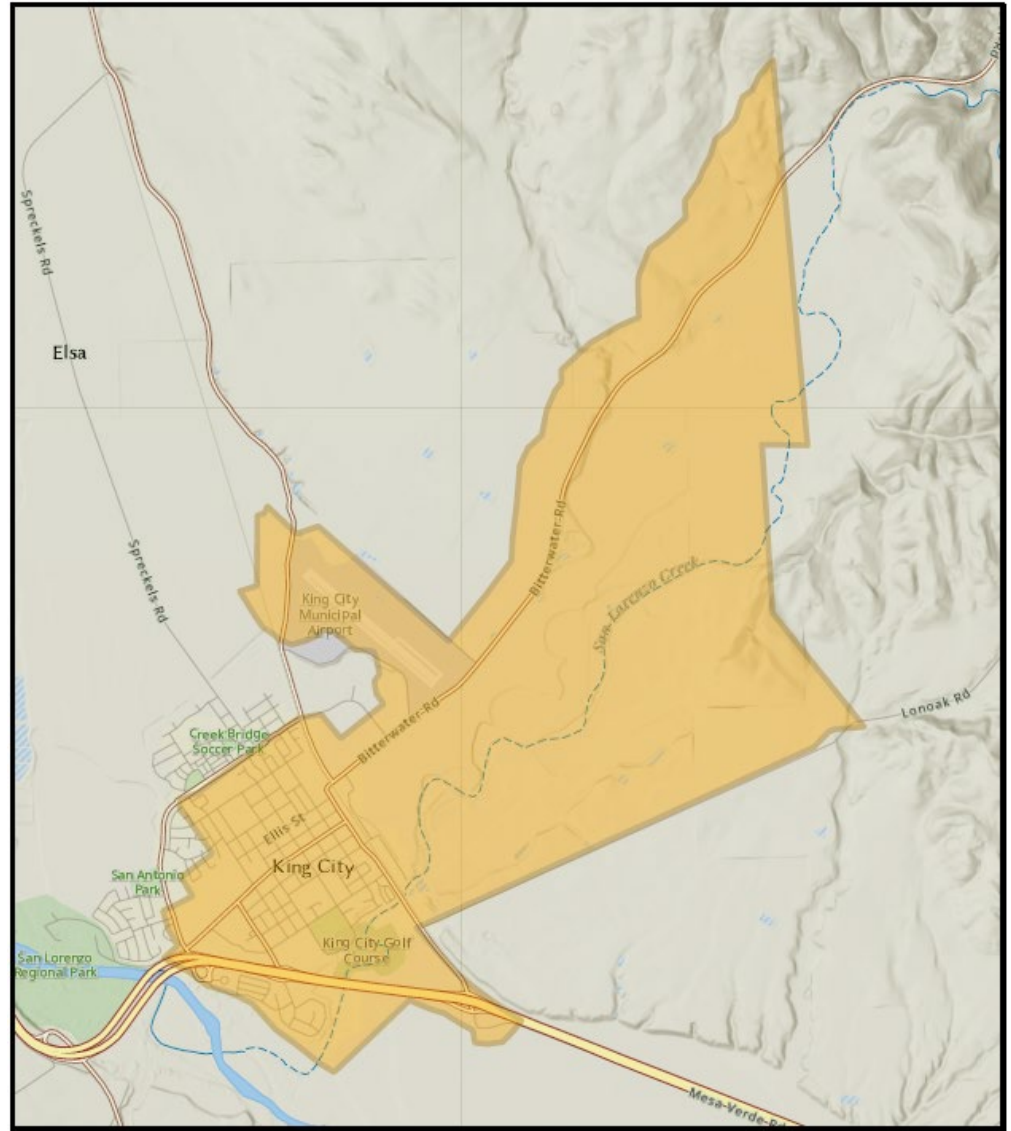 Spreckels Rd
Elsa
Bitterwater-Rd
Spreckels Rd
San Lorenzo Creek
King City
Municipal
Airport
Lonoak Rd
Creek Bridge
Soccer Park
Bitterwater-Rd
Ellis St
King City
San Antonio
Park
King City Golf
Course
San Lorenzo
Regional Park
Mesa-Verde-Rd